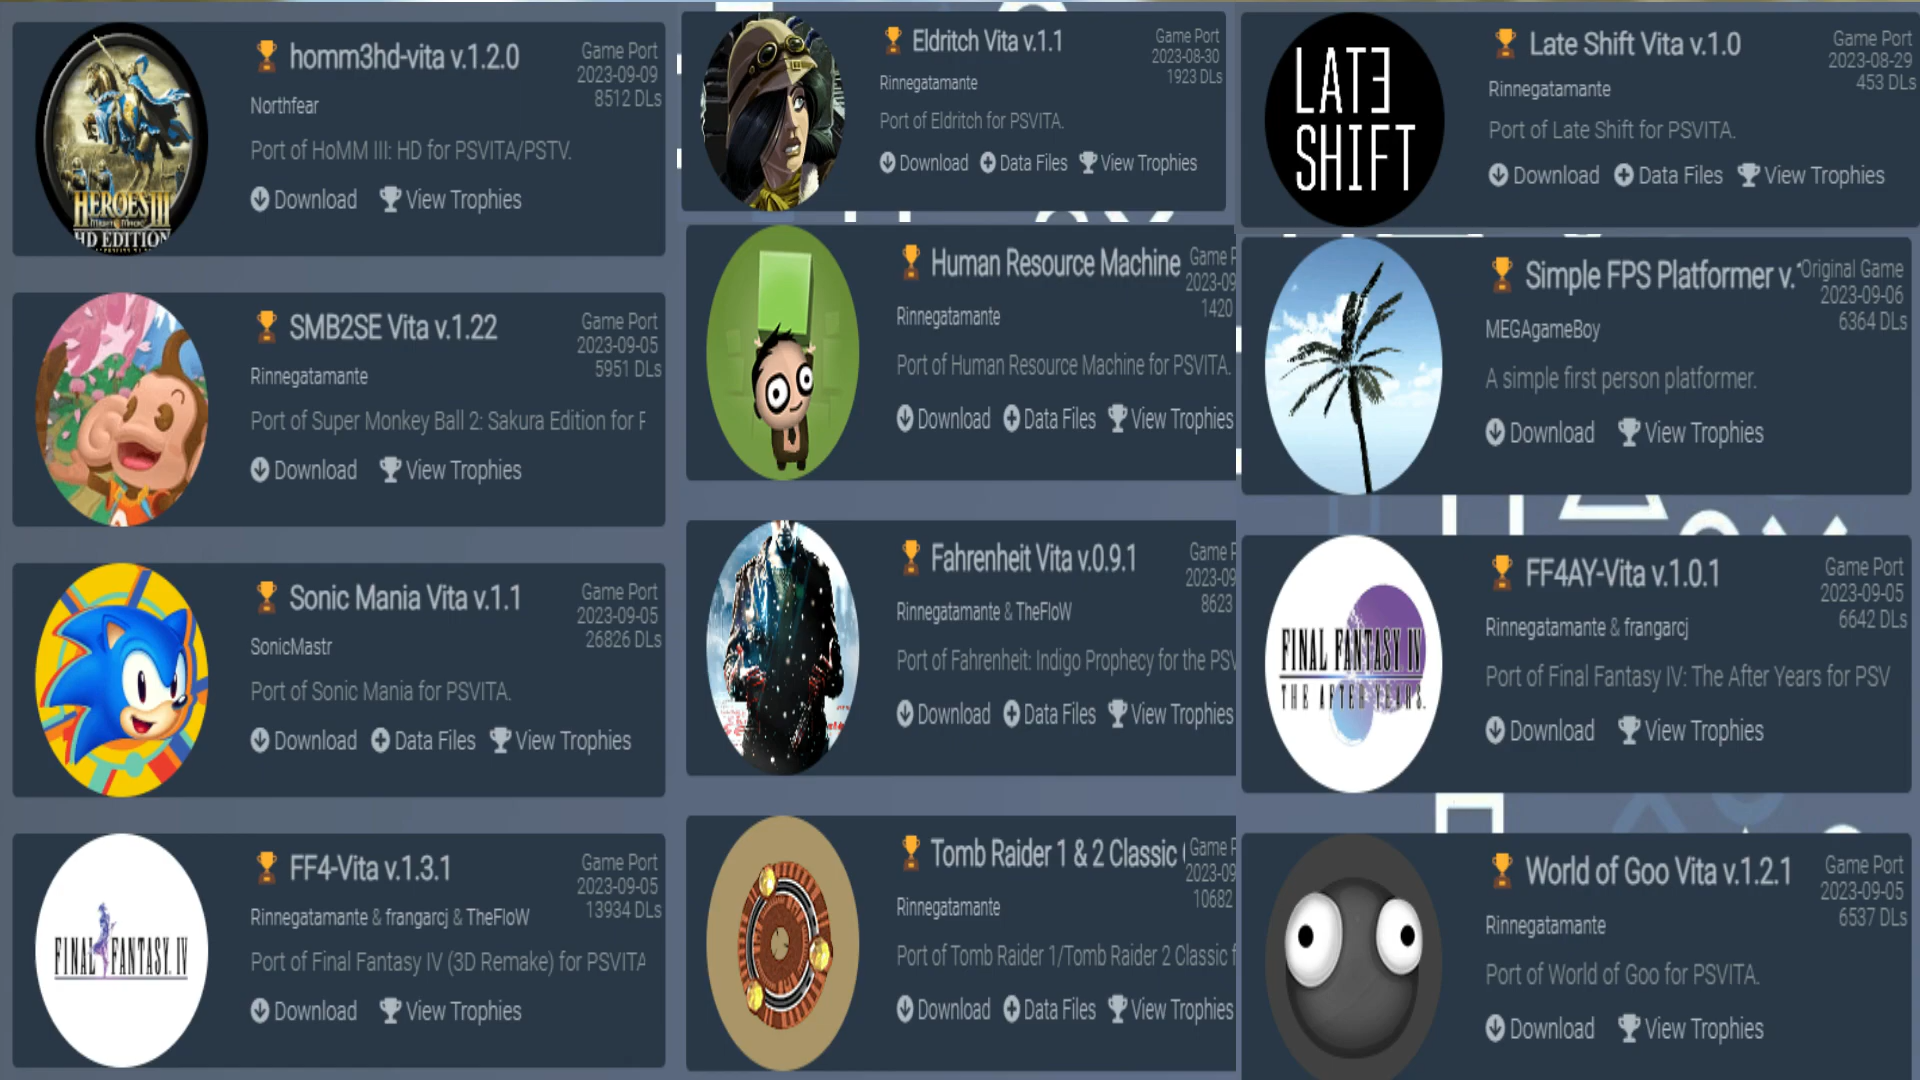 homm3hd-vita v.1.2.0
Game Port
2023-09-09
8512 DLs
Northfear
Port of HoMM III: HD for PSVITA/PSTV.
Download View Trophies
HEROES III
HD EDITION
SMB2SE Vita v.1.22
Game Port
2023-09-05
5951 DLs
Rinnegatamante
Port of Super Monkey Ball 2: Sakura Edition for
Download View Trophies
Sonic Mania Vita v.1.1
Game Port
2023-09-05
26826 DLs
SonicMastr
Port of Sonic Mania for PSVITA.
Download Data Files View Trophies
FF4-Vita v.1.3.1
Game Port
2023-09-05
13934 DLs
Rinnegatamante & frangarcj & TheFloW
Port of Final Fantasy IV (3D Remake) for PSVITA
Download View Trophies
FINAL FANTASY IV
Eldritch Vita v.1.1
Game Port
2023-08-30
1923 DLs
Rinnegatamante
Port of Eldritch for PSVITA.
Download Data Files View Trophies
Human Resource Machine
Game
2023-09
1420
Rinnegatamante
Port of Human Resource Machine for PSVITA.
Download Data Files View Trophies
Fahrenheit Vita v.0.9.1
Game
2023-09
8623
Rinnegatamante & TheFloW
Port of Fahrenheit: Indigo Prophecy for the PSV
Download Data Files View Trophies
Tomb Raider 1 & 2 Classic
Game
2023-09
10682
Rinnegatamante
Port of Tomb Raider 1/Tomb Raider 2 Classic f
Download Data Files View Trophies
LATE
SHIFT
Late Shift Vita v.1.0
Game Port
2023-08-29
453 DLs
Rinnegatamante
Port of Late Shift for PSVITA.
Download Data Files View Trophies
Simple FPS Platformer v.
Original Game
2023-09-06
6364 DLs
MEGAgameBoy
A simple first person platformer.
Download View Trophies
FF4AY-Vita v.1.0.1
Game Port
2023-09-05
6642 DLs
Rinnegatamante & frangarcj
Port of Final Fantasy IV: The After Years for PSV
Download View Trophies
FINAL FANTASY IV
THE AFTER YEARS.
World of Goo Vita v.1.2.1
Game Port
2023-09-05
6537 DLs
Rinnegatamante
Port of World of Goo for PSVITA.
Download View Trophies